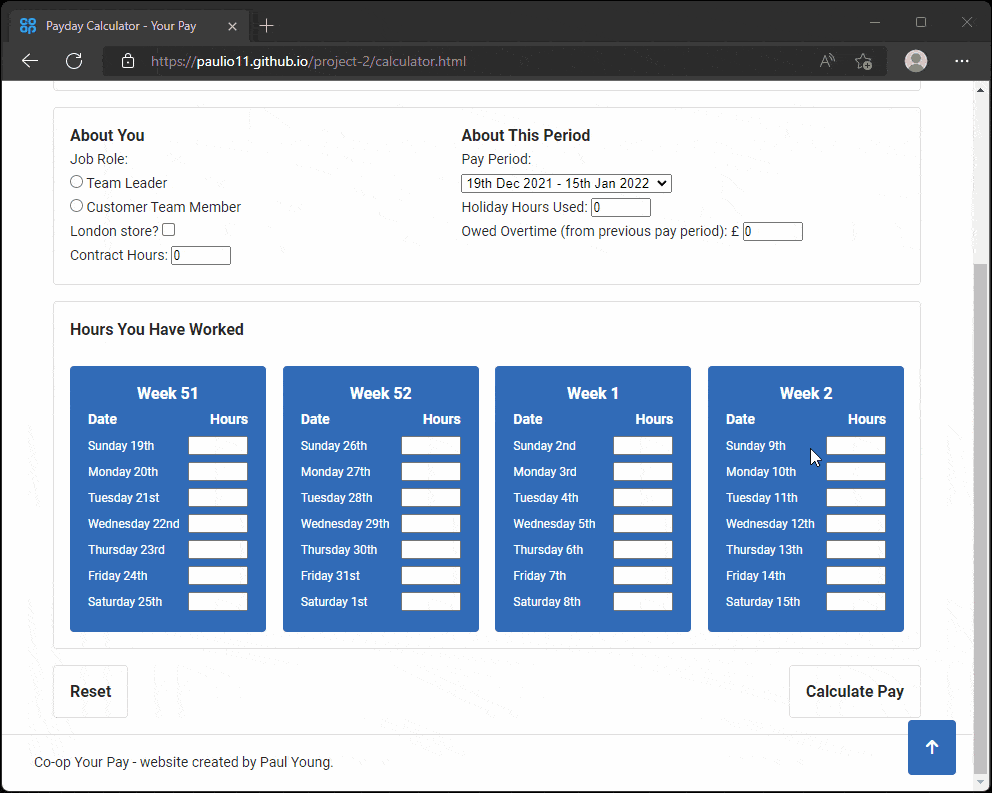 Payday Calculator - Your Pay
https://paulio11.github.io/project-2/calculator.html
About You
Job Role:
Team Leader
Customer Team Member
London store?
Contract Hours: 0
About This Period
Pay Period:
19th Dec 2021 - 15th Jan 2022
Holiday Hours Used: 0
Owed Overtime (from previous pay period): £ 0
Hours You Have Worked
Week 51
Date Hours
Sunday 19th
Monday 20th
Tuesday 21st
Wednesday 22nd
Thursday 23rd
Friday 24th
Saturday 25th
Week 52
Date Hours
Sunday 26th
Monday 27th
Tuesday 28th
Wednesday 29th
Thursday 30th
Friday 31st
Saturday 1st
Week 1
Date Hours
Sunday 2nd
Monday 3rd
Tuesday 4th
Wednesday 5th
Thursday 6th
Friday 7th
Saturday 8th
Week 2
Date Hours
Sunday 9th
Monday 10th
Tuesday 11th
Wednesday 12th
Thursday 13th
Friday 14th
Saturday 15th
Reset
Calculate Pay
Co-op Your Pay - website created by Paul Young.